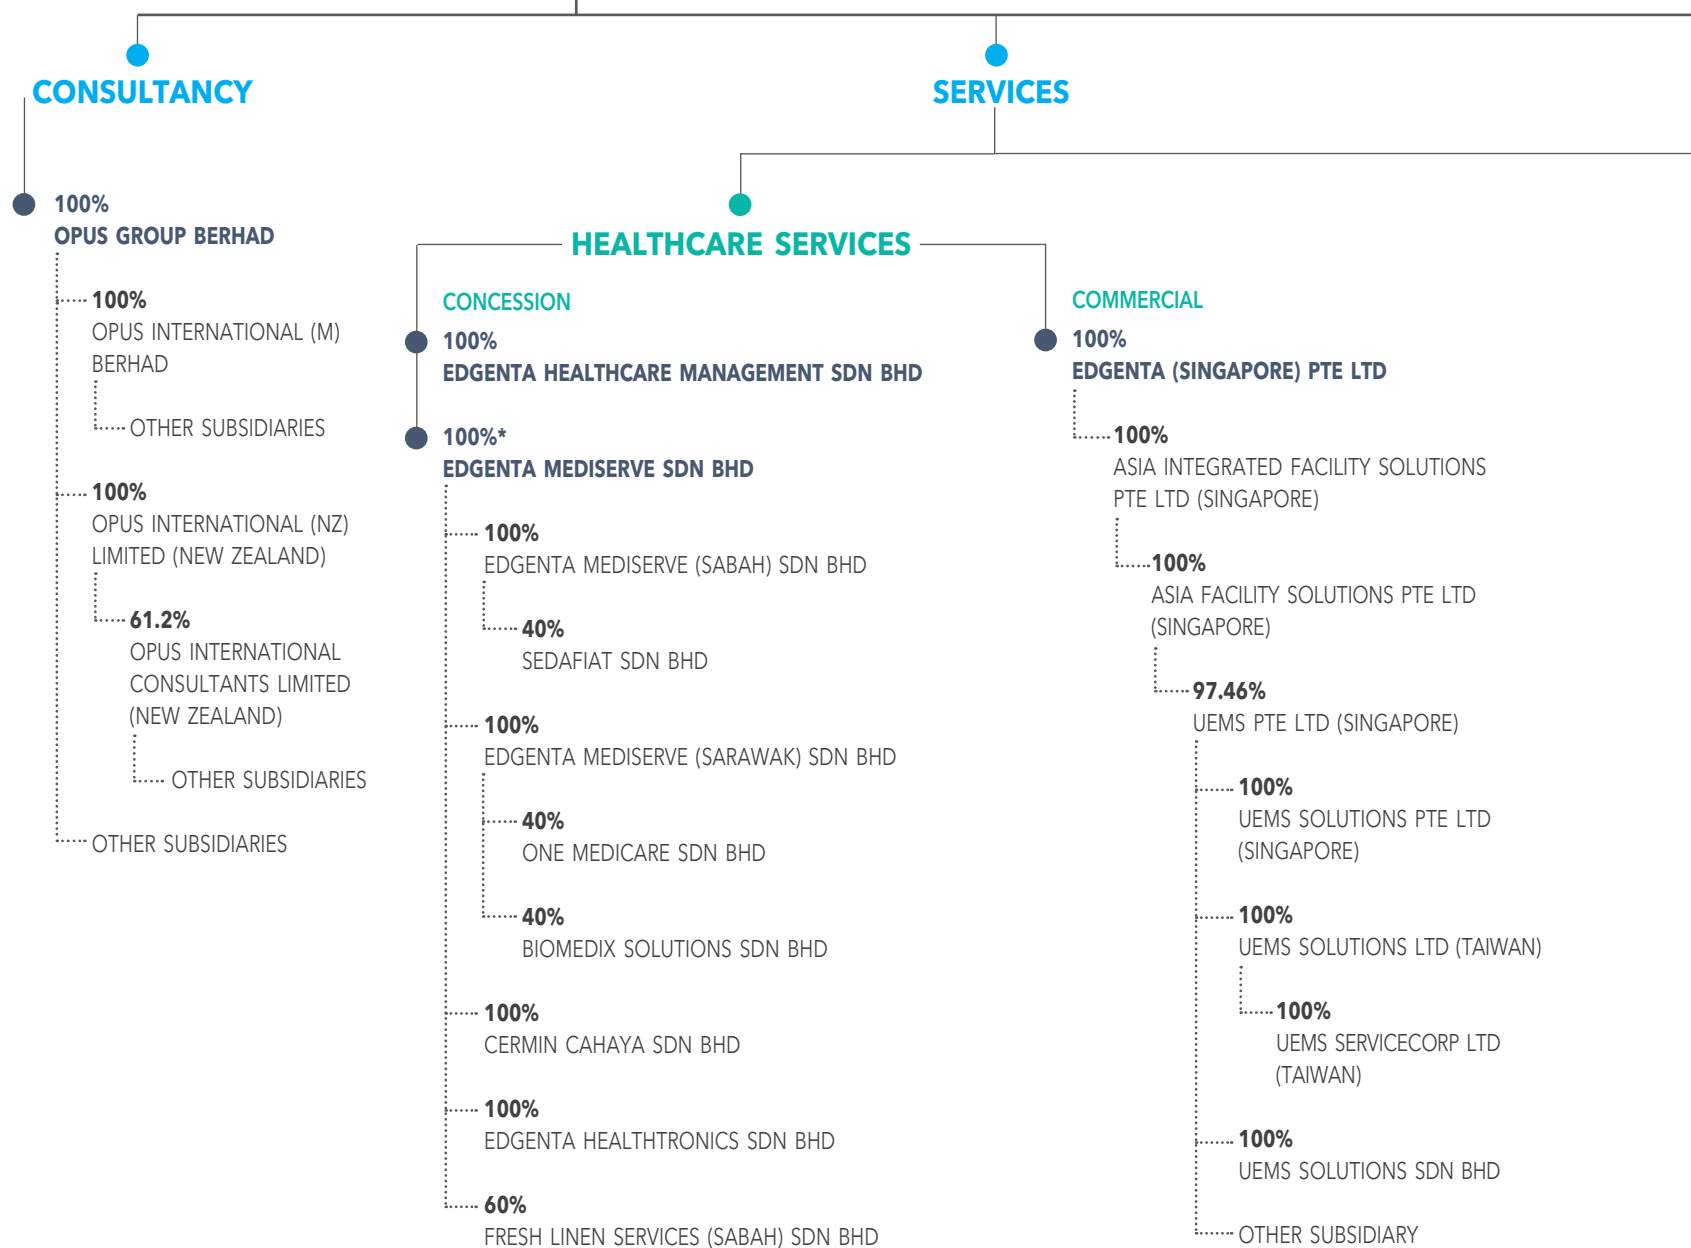 CONSULTANCY
100%
OPUS GROUP BERHAD
100%
OPUS INTERNATIONAL (M)
BERHAD
OTHER SUBSIDIARIES
100%
OPUS INTERNATIONAL (NZ)
LIMITED (NEW ZEALAND)
61.2%
OPUS INTERNATIONAL
CONSULTANTS LIMITED
(NEW ZEALAND)
OTHER SUBSIDIARIES
OTHER SUBSIDIARIES
SERVICES
HEALTHCARE SERVICES
CONCESSION
100%
EDGENTA HEALTHCARE MANAGEMENT SDN BHD
100%*
EDGENTA MEDISERVE SDN BHD
100%
EDGENTA MEDISERVE (SABAH) SDN BHD
40%
SEDAFIAT SDN BHD
100%
EDGENTA MEDISERVE (SARAWAK) SDN BHD
40%
ONE MEDICARE SDN BHD
40%
BIOMEDIX SOLUTIONS SDN BHD
100%
CERMIN CAHAYA SDN BHD
100%
EDGENTA HEALTHTRONICS SDN BHD
60%
FRESH LINEN SERVICES (SABAH) SDN BHD
COMMERCIAL
100%
EDGENTA (SINGAPORE) PTE LTD
100%
ASIA INTEGRATED FACILITY SOLUTIONS
PTE LTD (SINGAPORE)
100%
ASIA FACILITY SOLUTIONS PTE LTD
(SINGAPORE)
97.46%
UEMS PTE LTD (SINGAPORE)
100%
UEMS SOLUTIONS PTE LTD
(SINGAPORE)
100%
UEMS SOLUTIONS LTD (TAIWAN)
100%
UEMS SERVICECORP LTD
(TAIWAN)
100%
UEMS SOLUTIONS SDN BHD
OTHER SUBSIDIARY